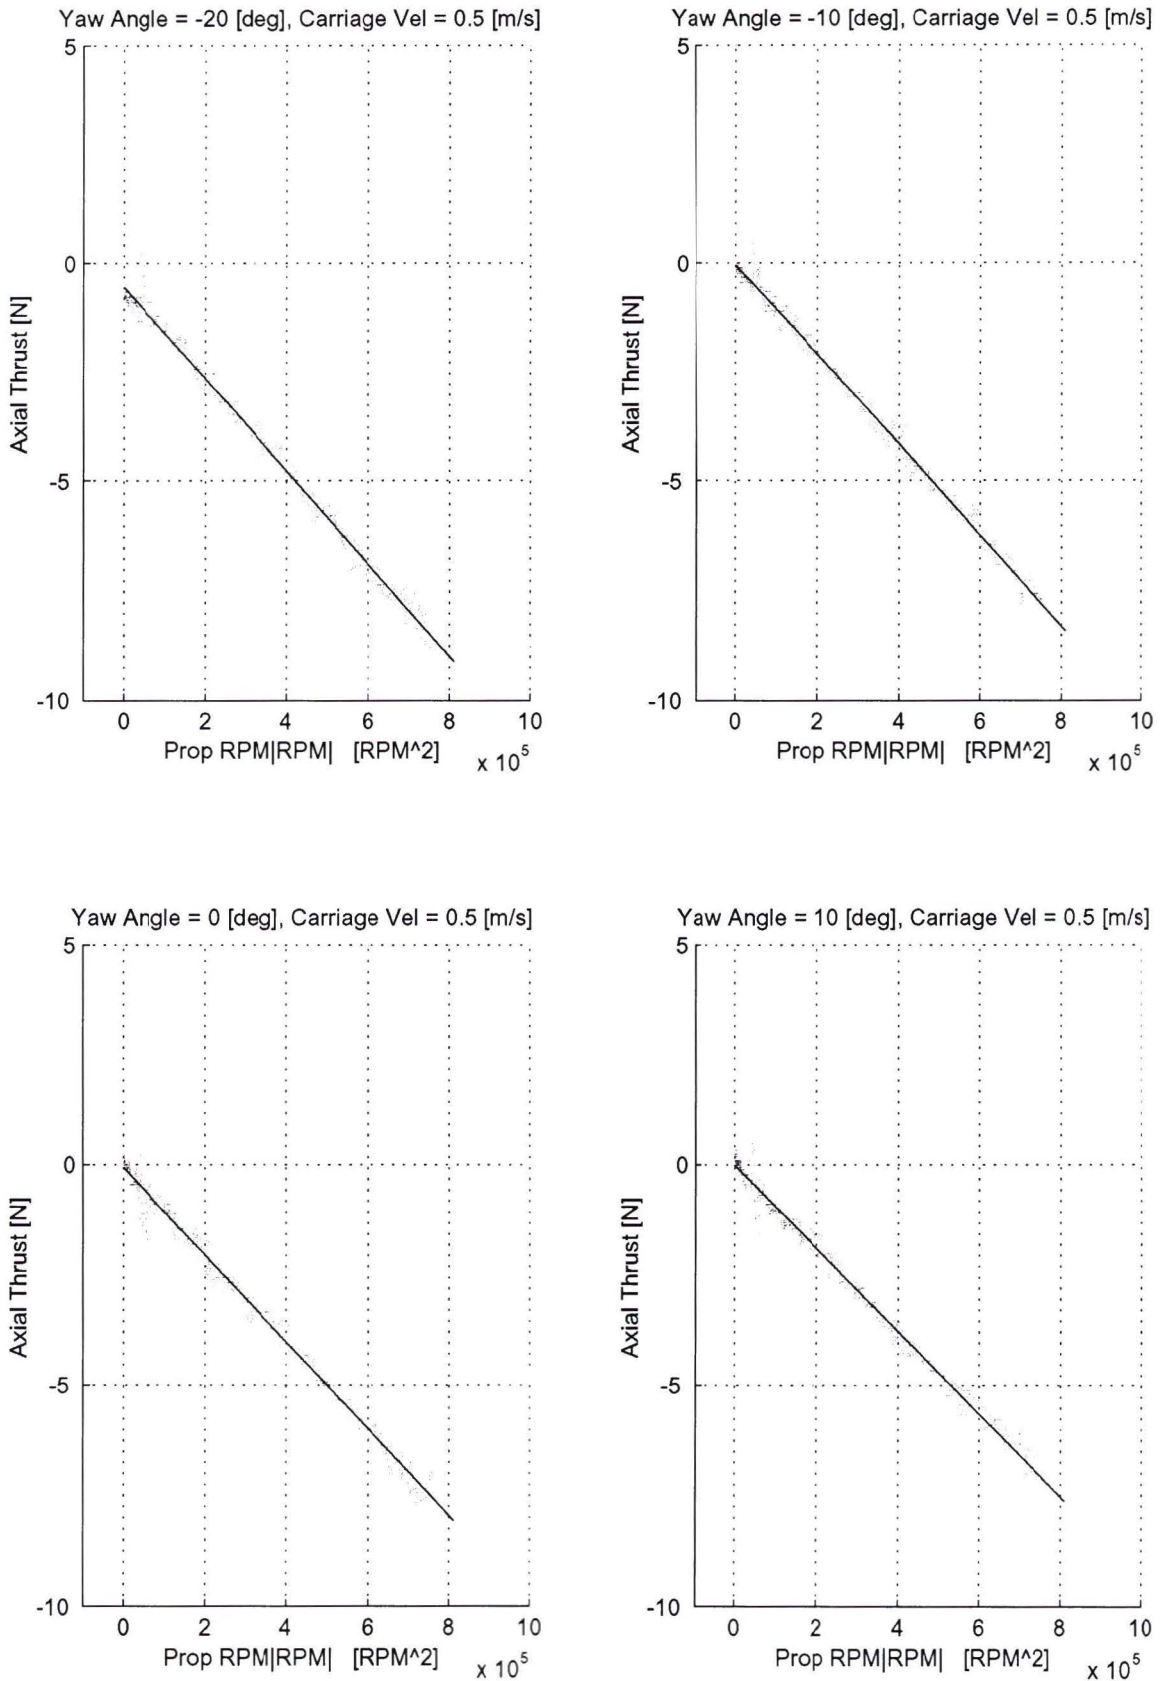 Yaw Angle = -20 [deg], Carriage Vel = 0.5 [m/s]
5
0
-5
-10
Axial Thrust [N]
0 2 4 6 8 10
Prop RPM|RPM| [RPM^2]
x 10^5
Yaw Angle = -10 [deg], Carriage Vel = 0.5 [m/s]
5
0
-5
-10
Axial Thrust [N]
0 2 4 6 8 10
Prop RPM|RPM| [RPM^2]
x 10^5
Yaw Angle = 0 [deg], Carriage Vel = 0.5 [m/s]
5
0
-5
-10
Axial Thrust [N]
0 2 4 6 8 10
Prop RPM|RPM| [RPM^2]
x 10^5
Yaw Angle = 10 [deg], Carriage Vel = 0.5 [m/s]
5
0
-5
-10
Axial Thrust [N]
0 2 4 6 8 10
Prop RPM|RPM| [RPM^2]
x 10^5